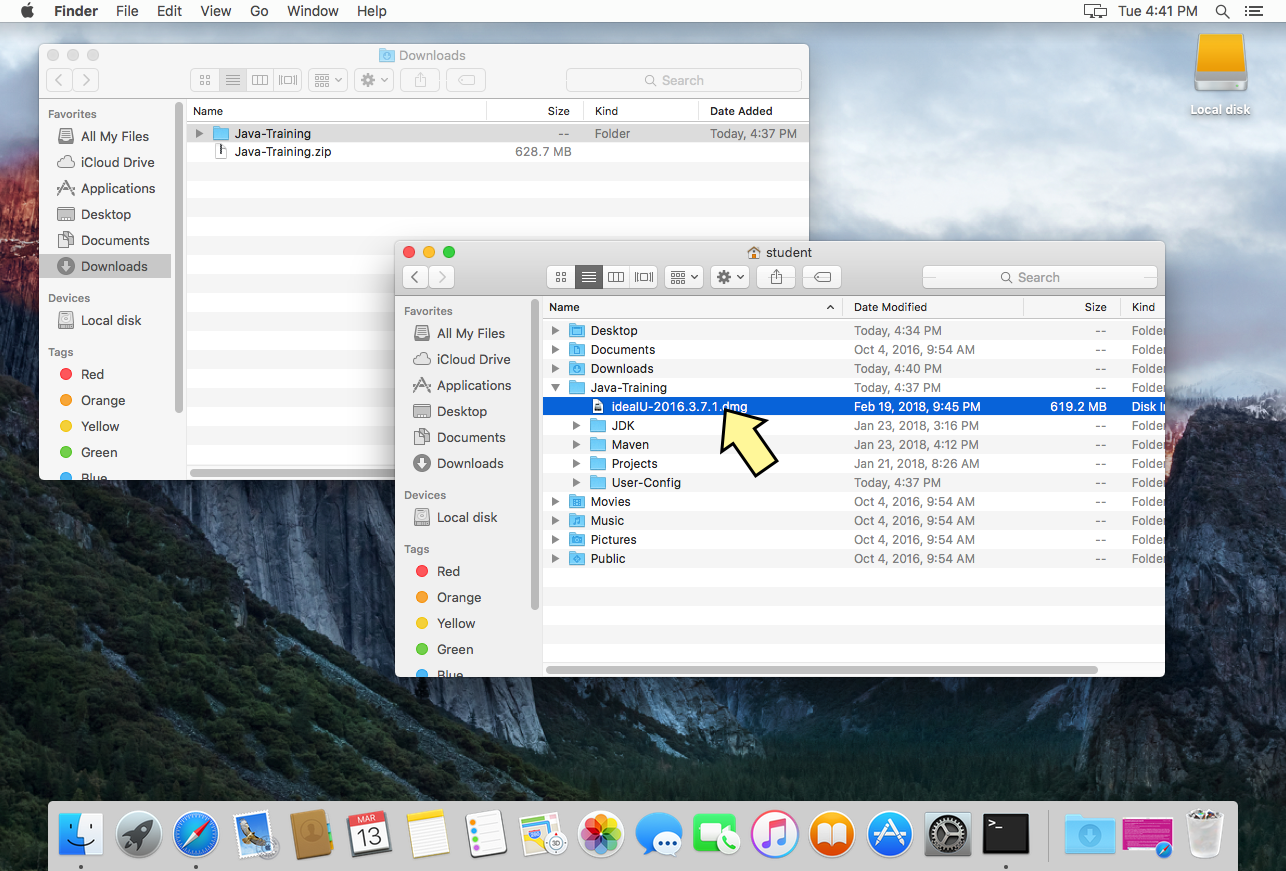 Finder File Edit View Go Window Help Tue 4:41 PM
Local disk
Downloads
Search
Favorites
All My Files
iCloud Drive
Applications
Desktop
Documents
Downloads
Devices
Local disk
Tags
Red
Orange
Yellow
Green
Blue
Name Size Kind Date Added
Java-Training -- Folder Today, 4:37 PM
Java-Training.zip 628.7 MB
student
Search
Favorites
All My Files
iCloud Drive
Applications
Desktop
Documents
Downloads
Devices
Local disk
Tags
Red
Orange
Yellow
Green
Blue
Name Date Modified Size Kind
Desktop Today, 4:34 PM -- Folder
Documents Oct 4, 2016, 9:54 AM -- Folder
Downloads Today, 4:40 PM -- Folder
Java-Training Today, 4:37 PM -- Folder
ideaIU-2016.3.7.1.dmg Feb 19, 2018, 9:45 PM 619.2 MB Disk I
JDK Jan 23, 2018, 3:16 PM -- Folder
Maven Jan 23, 2018, 4:12 PM -- Folder
Projects Jan 21, 2018, 8:26 AM -- Folder
User-Config Today, 4:37 PM -- Folder
Movies Oct 4, 2016, 9:54 AM -- Folder
Music Oct 4, 2016, 9:54 AM -- Folder
Pictures Oct 4, 2016, 9:54 AM -- Folder
Public Oct 4, 2016, 9:54 AM -- Folder
MAR
13
280
3D
>_